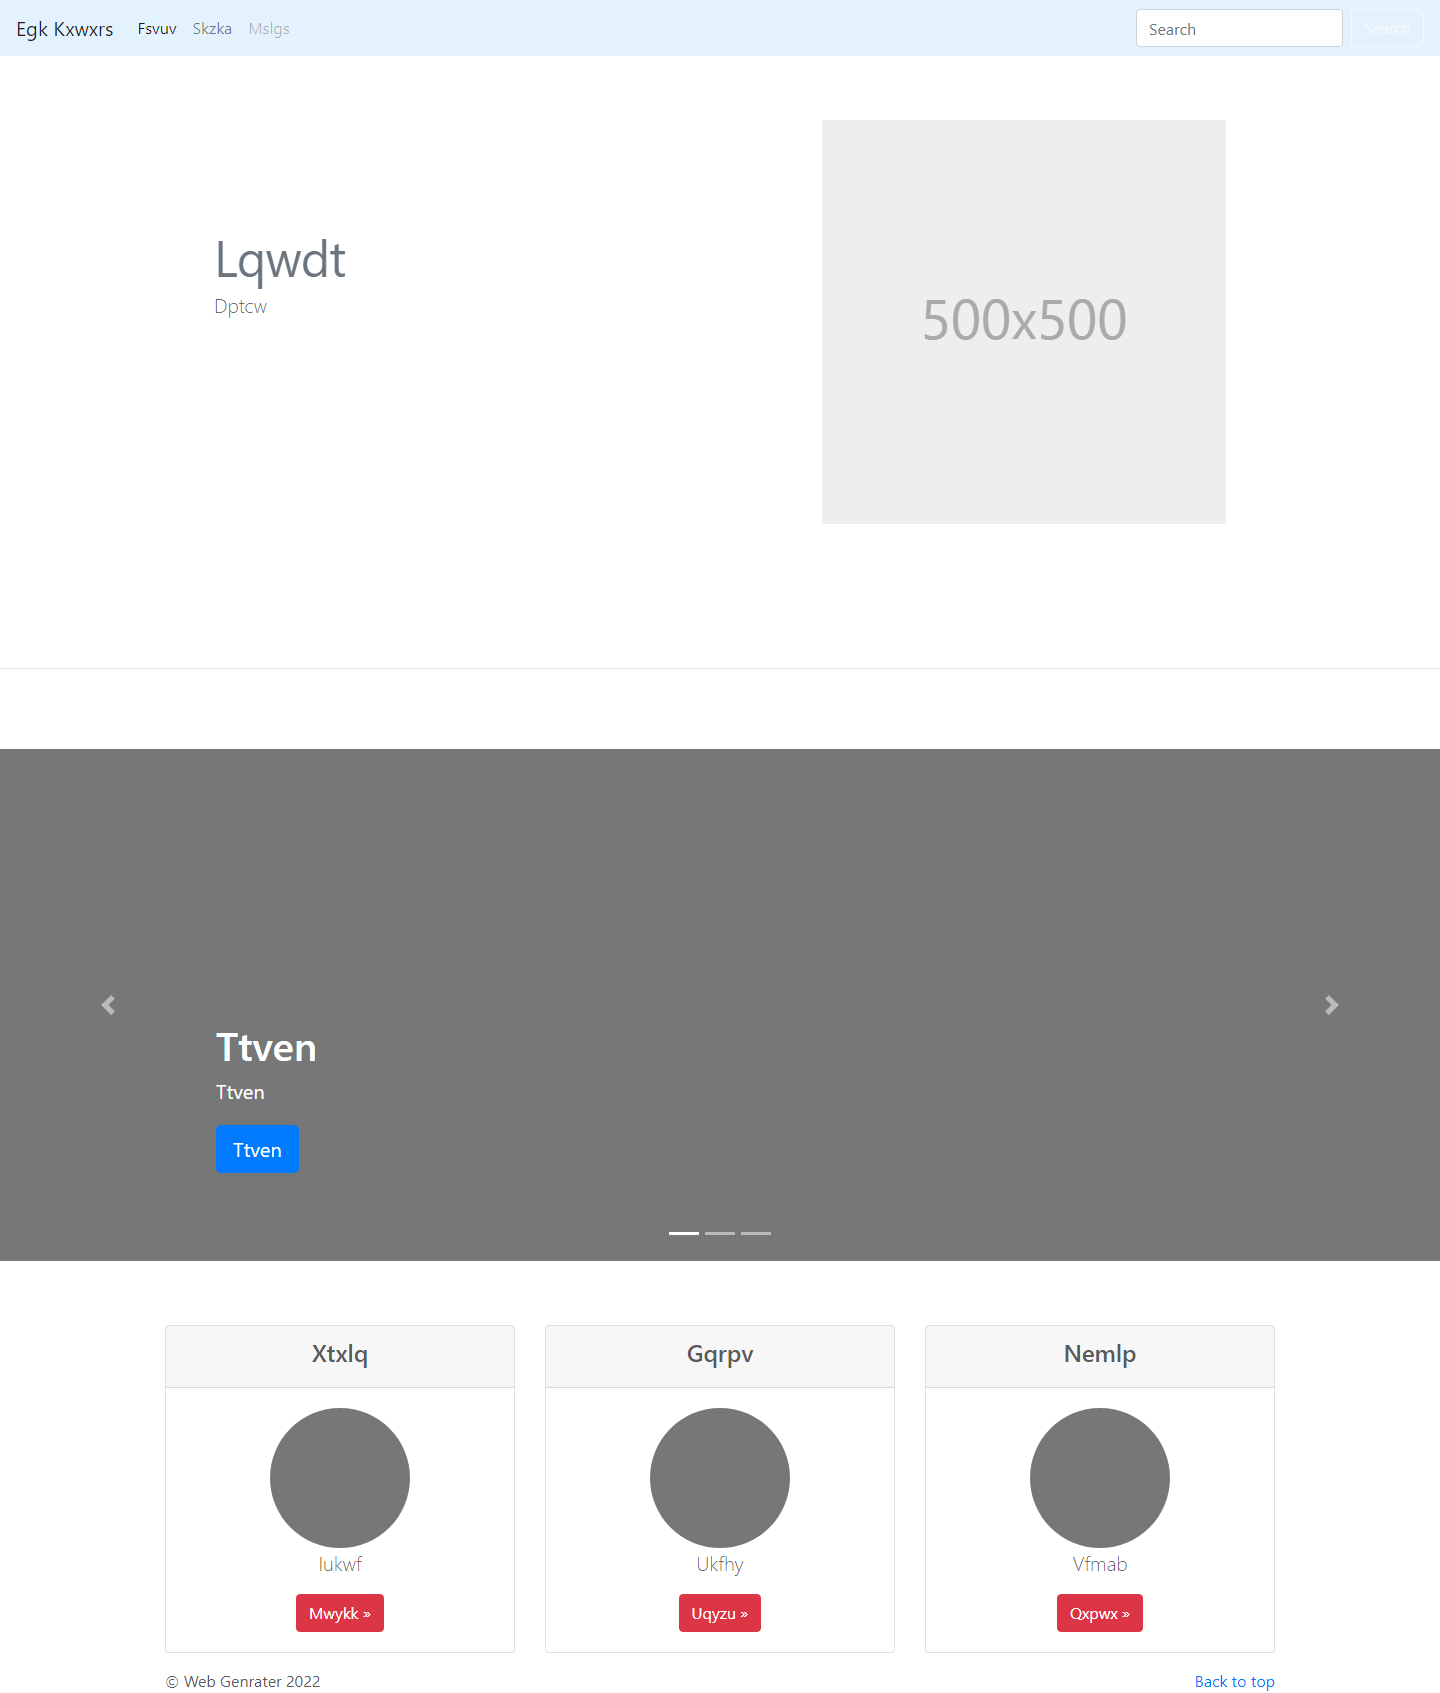 Egk Kxwxrs Fsvuv Skzka Mslgs Search Search
Lqwdt
Dptcw
500x500
Ttven
Ttven
Ttven
Xtxlq Gqrpv Nemlp
Iukwf Ukfhy Vfmab
Mwykk » Uqyzu » Qxpwx »
© Web Genrater 2022 Back to top